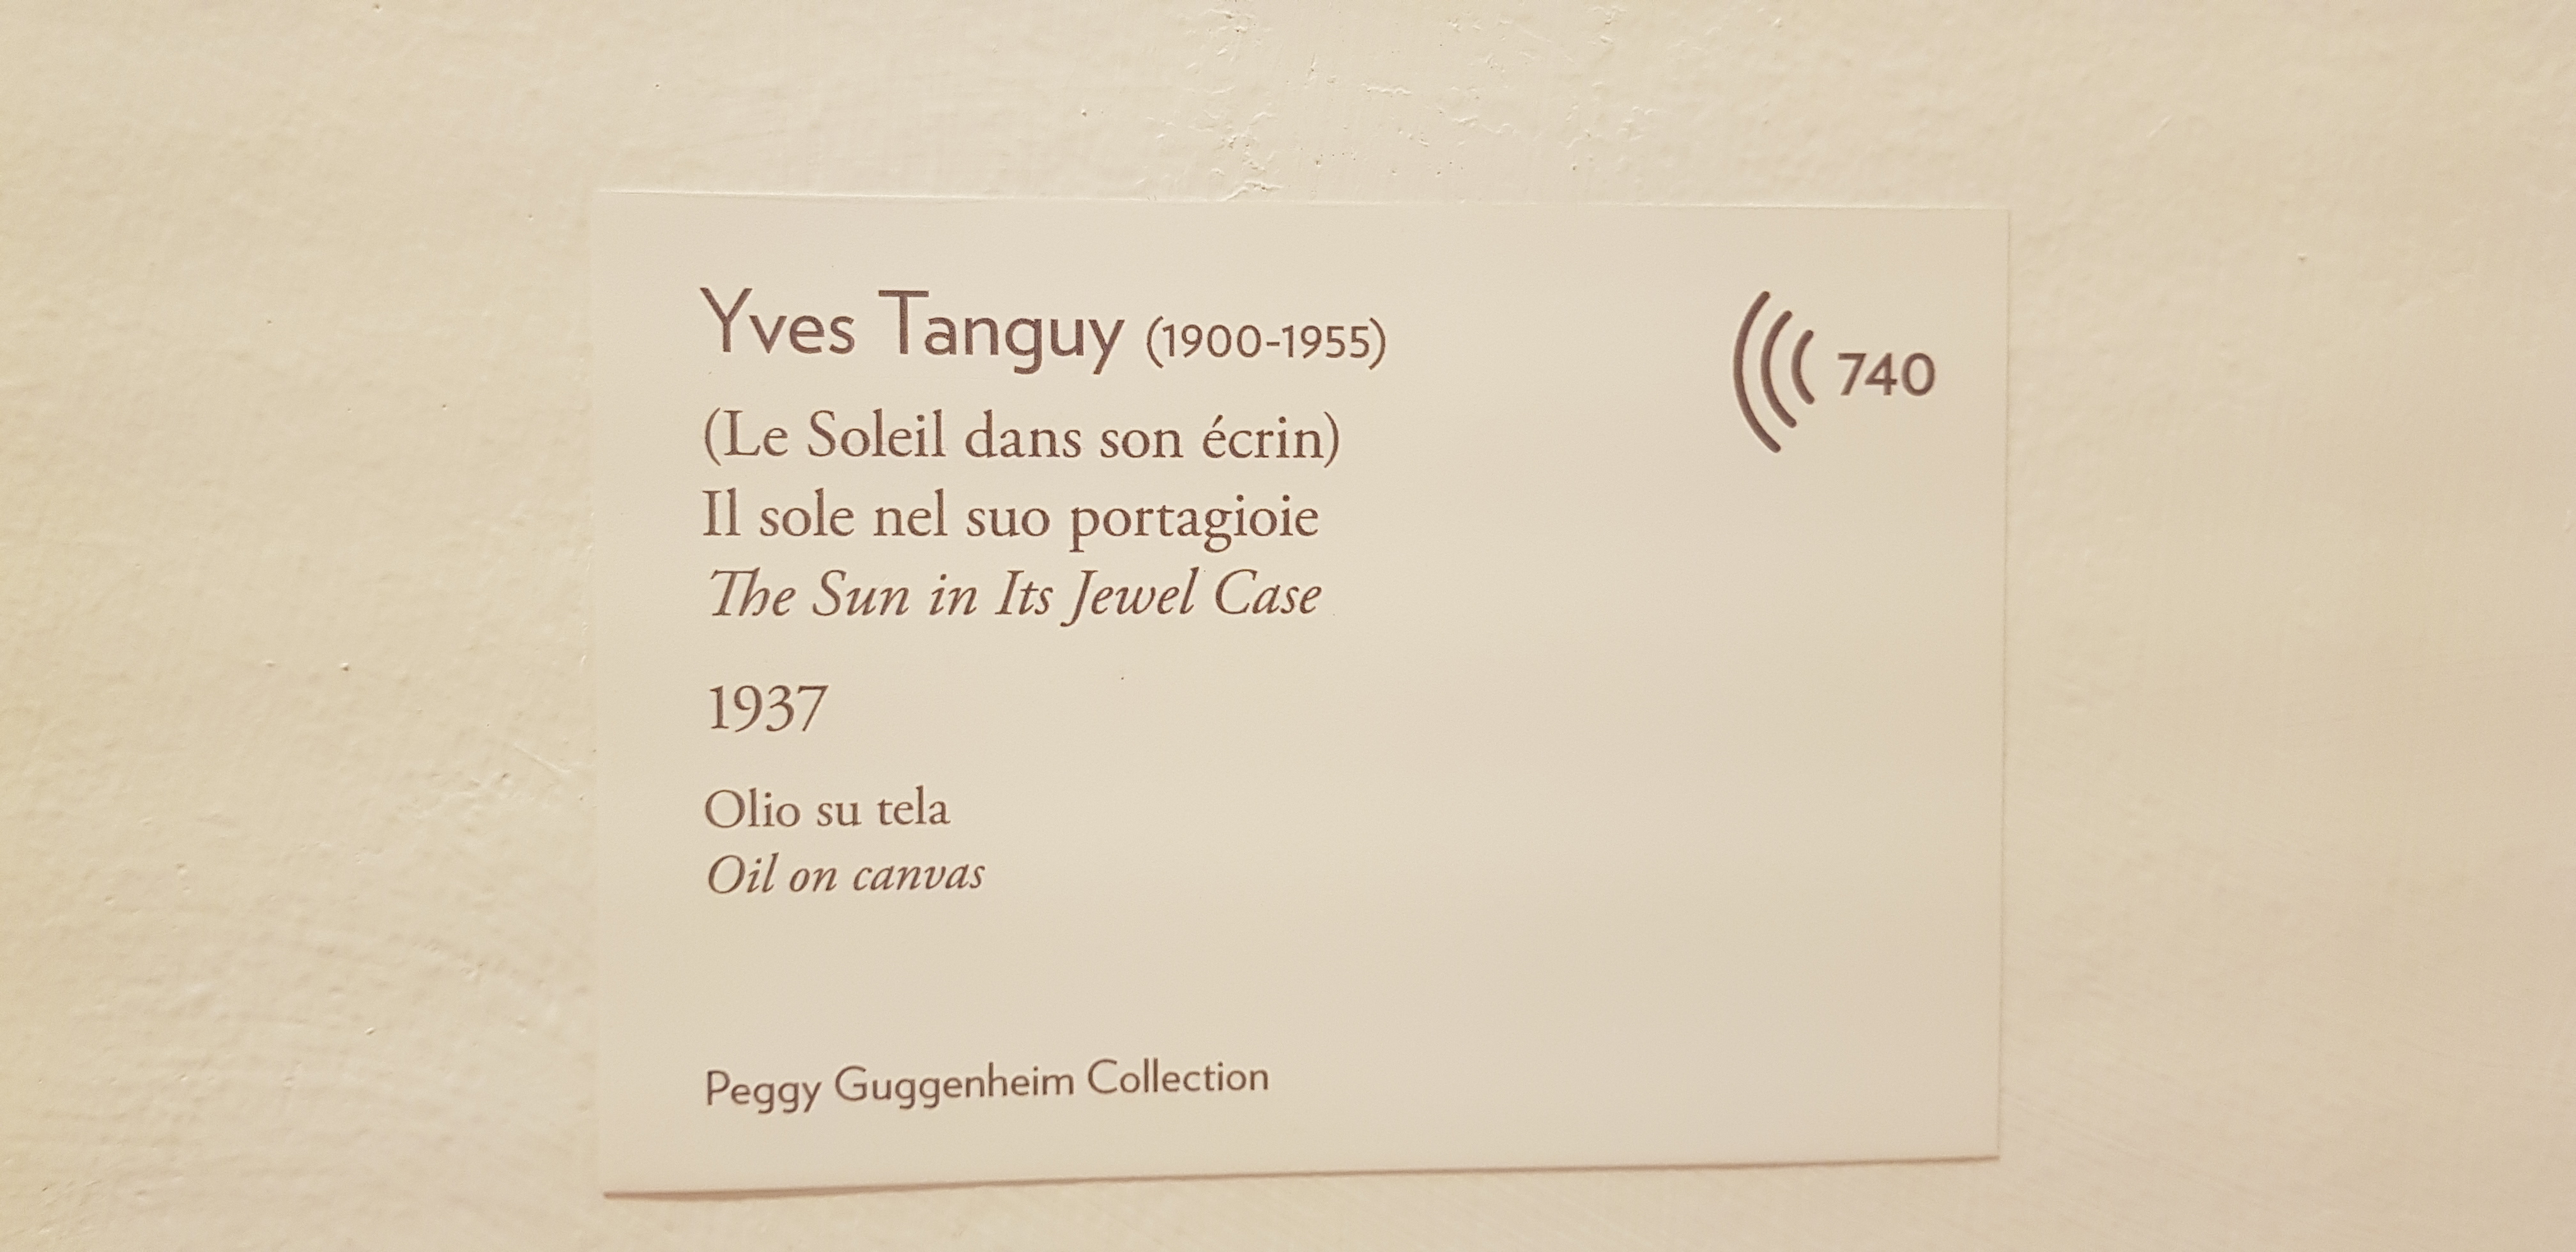 Yves Tanguy (1900-1955)
740
(Le Soleil dans son écrin)
Il sole nel suo portagioie
The Sun in Its Jewel Case
1937
Olio su tela
Oil on canvas
Peggy Guggenheim Collection